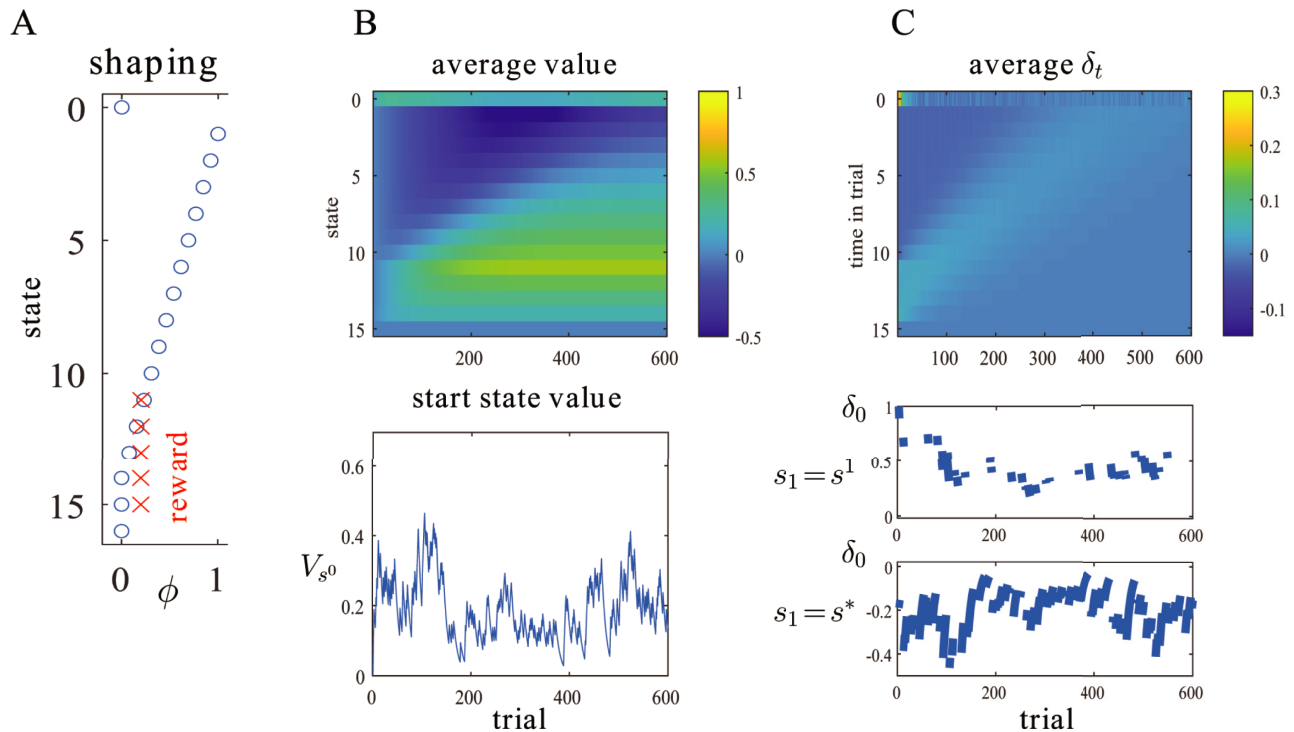 A
shaping
0
5
10
15
state
reward
0
1
ϕ
B
average value
0
5
10
15
state
200
400
600
1
0.5
0
-0.5
start state value
0.6
0.4
0.2
0
V_{s^0}
0
200
400
600
trial
C
average δ_t
0
5
10
15
time in trial
100
200
300
400
500
600
0.3
0.2
0.1
0
-0.1
δ_0
1
0.5
0
s_1 = s^1
0
200
400
600
δ_0
0
-0.2
-0.4
s_1 = s^*
0
200
400
600
trial